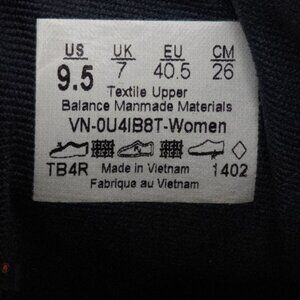 US UK EU CM
9.5 7 40.5 26
Textile Upper
Balance Manmade Materials
VN-0U4IB8T-Women
TB4R 1402
Made in Vietnam
Fabrique au Vietnam